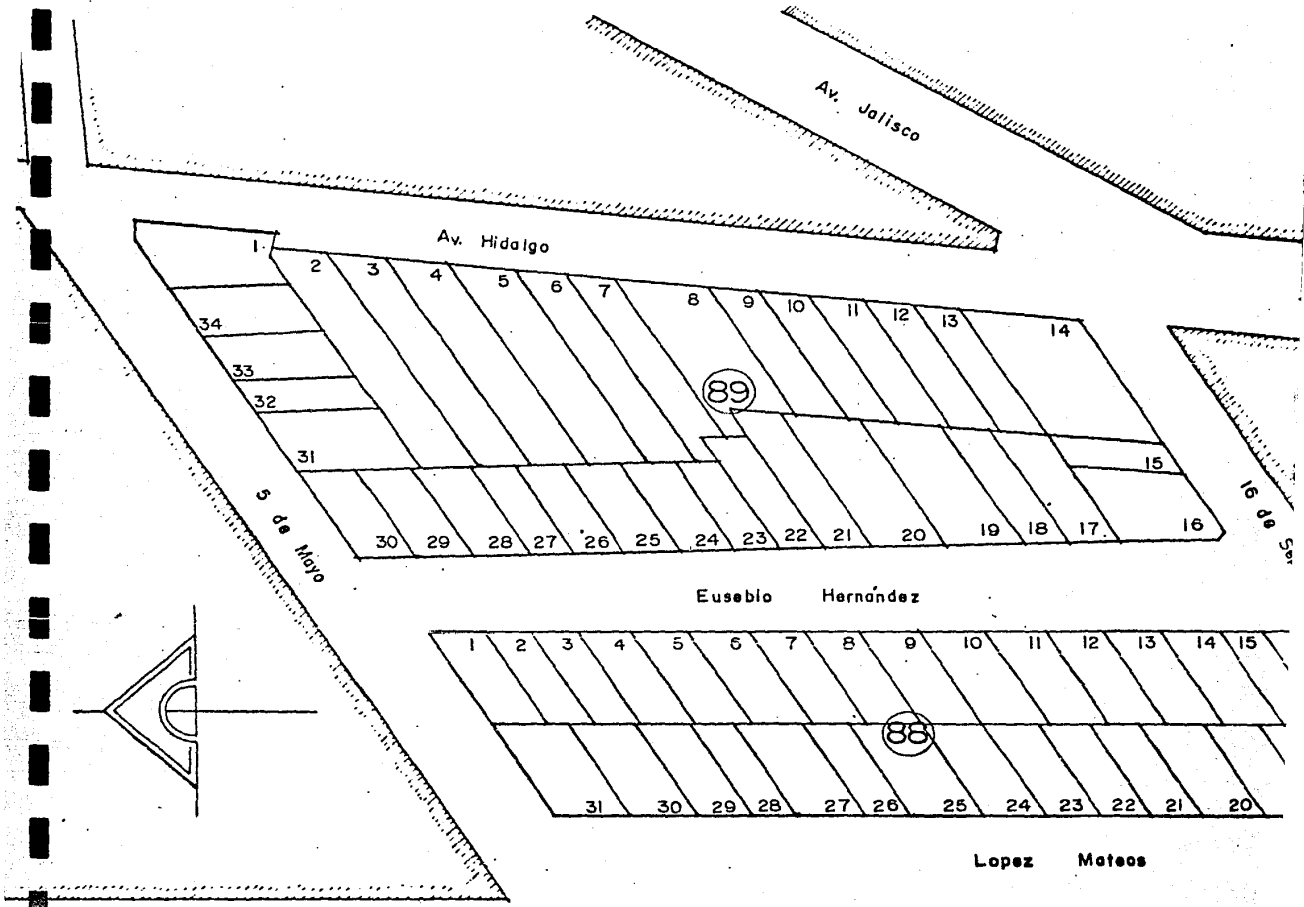 Av. Jalisco
Av. Hidalgo
1 2 3 4 5 6 7 8 9 10 11 12 13 14
34
33
32
31
89
15
16 de
5 de Mayo
30 29 28 27 26 25 24 23 22 21 20 19 18 17 16
Eusebio Hernández
1 2 3 4 5 6 7 8 9 10 11 12 13 14 15
88
31 30 29 28 27 26 25 24 23 22 21 20
Lopez Mateos